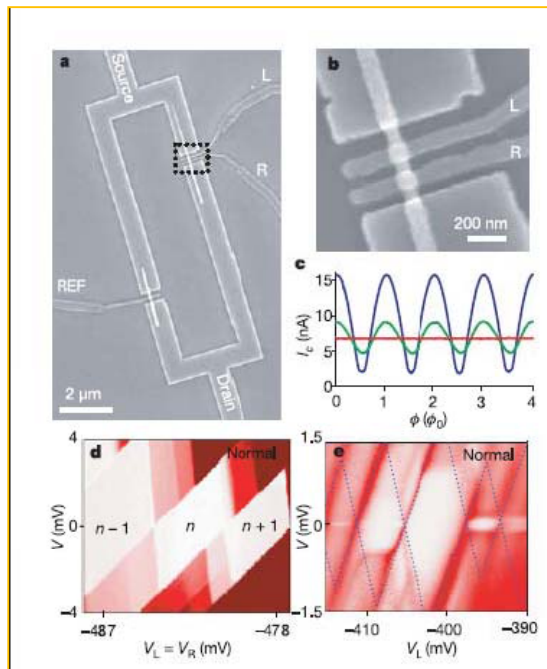 a
Source
L
R
REF
Drain
2 μm
b
L
R
200 nm
c
15
10
5
0
I_c (nA)
0 1 2 3 4
ϕ (ϕ₀)
d
Normal
4
0
−4
V (mV)
n − 1
n
n + 1
−487 −478
V_L = V_R (mV)
e
Normal
1.5
0
−1.5
V (mV)
−410 −400 −390
V_L (mV)